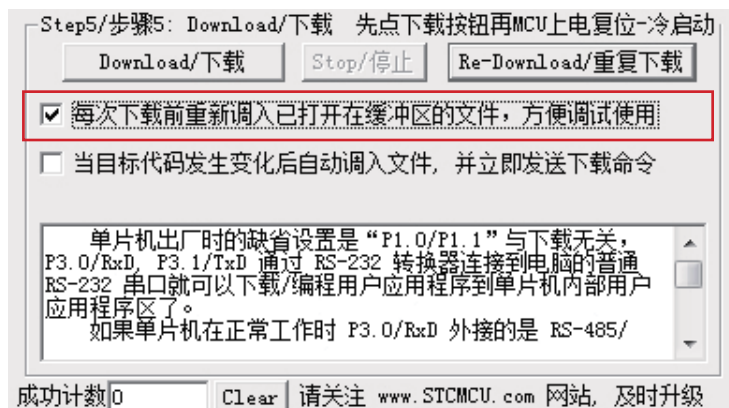 Step5/步骤5: Download/下载 先点下载按钮再MCU上电复位-冷启动
Download/下载 Stop/停止 Re-Download/重复下载
每次下载前重新调入已打开在缓冲区的文件，方便调试使用
当目标代码发生变化后自动调入文件, 并立即发送下载命令
单片机出厂时的缺省设置是“P1.0/P1.1”与下载无关，
P3.0/RxD, P3.1/TxD 通过 RS-232 转换器连接到电脑的普通
RS-232 串口就可以下载/编程用户应用程序到单片机内部用户
应用程序区了。
如果单片机在正常工作时 P3.0/RxD 外接的是 RS-485/
成功计数 0 Clear 请关注 www.STCMCU.com 网站, 及时升级